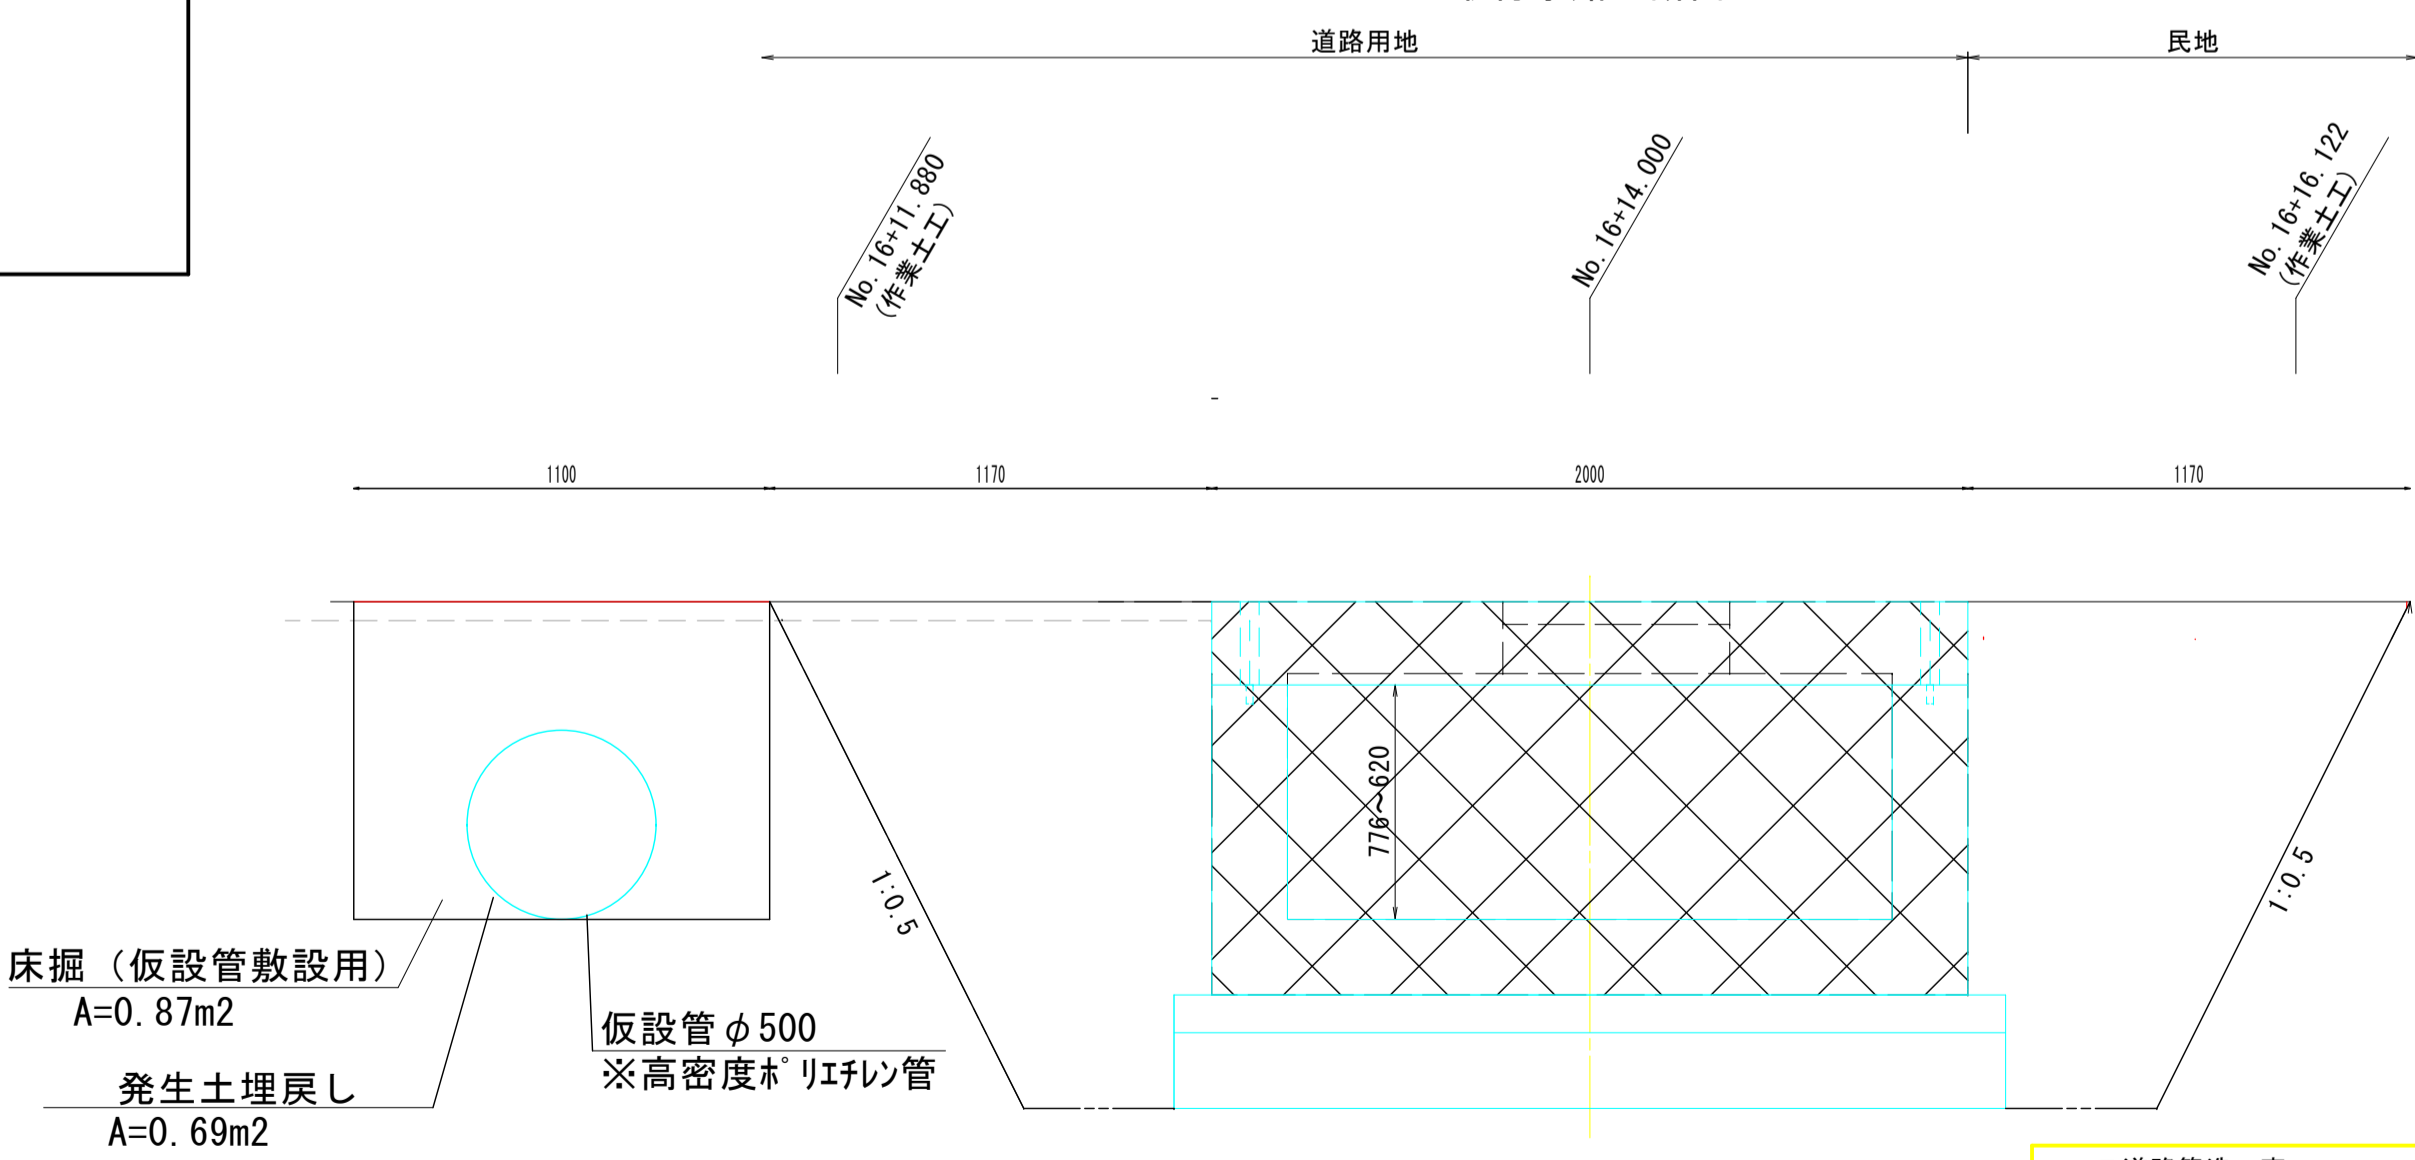 道路用地
民地
No. 16+11. 880
(作業土工)
No. 16+14. 000
No. 16+16. 122
(作業土工)
1100
1170
2000
1170
776～620
1:0.5
1:0.5
床掘（仮設管敷設用）
A=0. 87m2
仮設管φ500
※高密度ﾎﾟﾘｴﾁﾚﾝ管
発生土埋戻し
A=0. 69m2